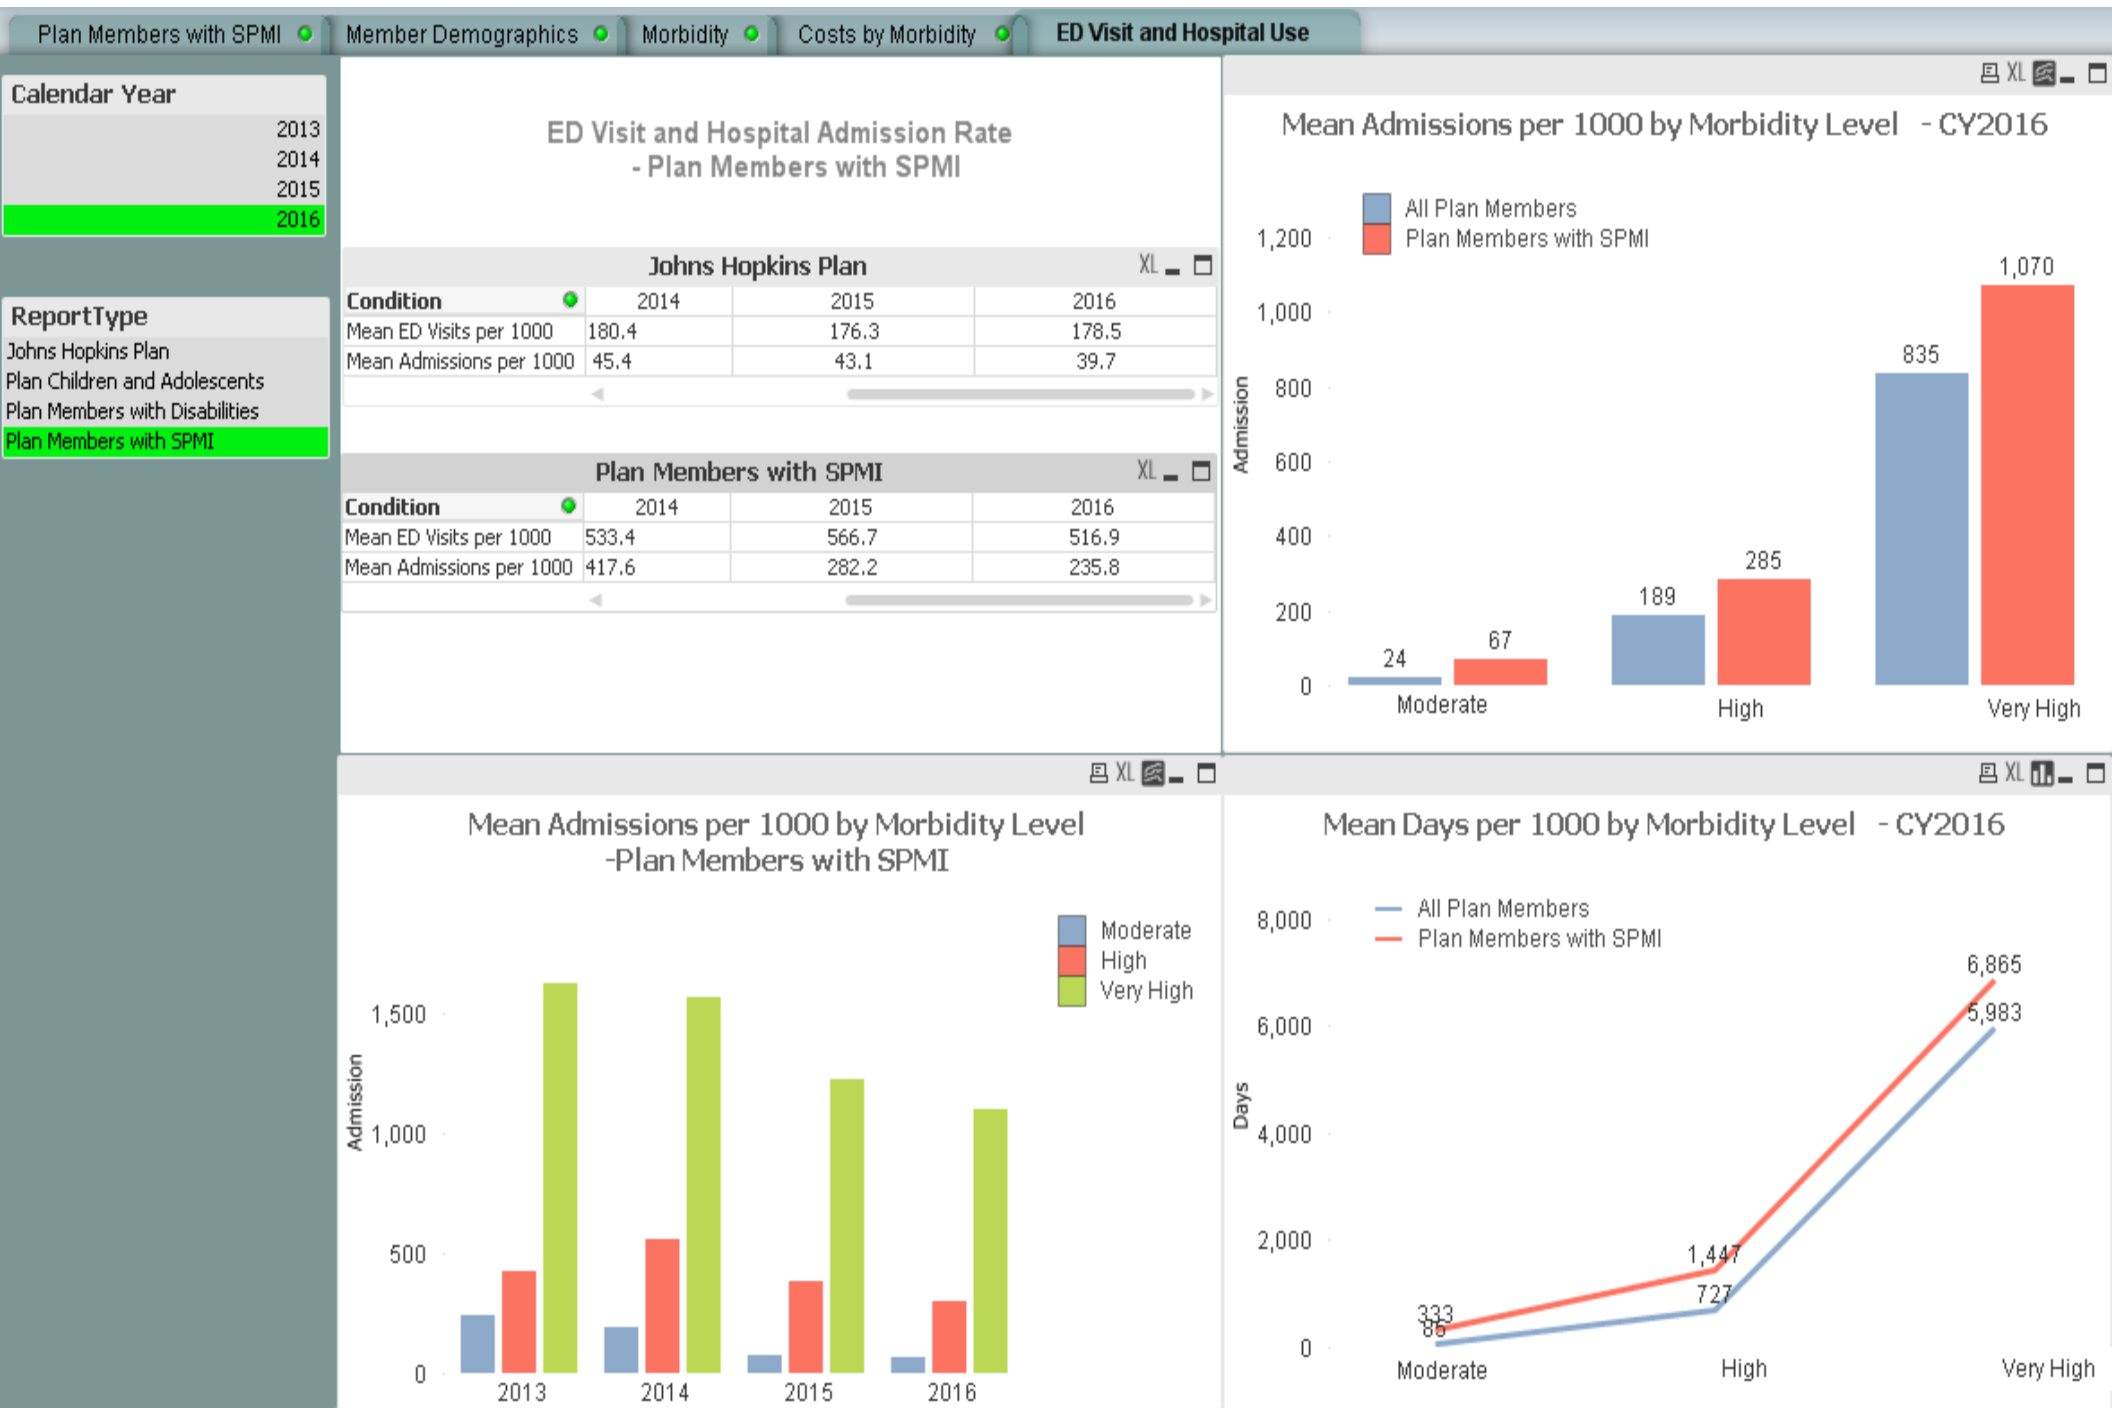 Plan Members with SPMI
Member Demographics
Morbidity
Costs by Morbidity
ED Visit and Hospital Use
Calendar Year
2013
2014
2015
2016
ReportType
Johns Hopkins Plan
Plan Children and Adolescents
Plan Members with Disabilities
Plan Members with SPMI
ED Visit and Hospital Admission Rate
- Plan Members with SPMI
Johns Hopkins Plan XL
Condition 2014 2015 2016
Mean ED Visits per 1000 180.4 176.3 178.5
Mean Admissions per 1000 45.4 43.1 39.7
Plan Members with SPMI XL
Condition 2014 2015 2016
Mean ED Visits per 1000 533.4 566.7 516.9
Mean Admissions per 1000 417.6 282.2 235.8
XL
Mean Admissions per 1000 by Morbidity Level - CY2016
All Plan Members
Plan Members with SPMI
Admission
1,200
1,000
800
600
400
200
0
24
67
189
285
835
1,070
Moderate
High
Very High
XL
Mean Admissions per 1000 by Morbidity Level
-Plan Members with SPMI
Moderate
High
Very High
Admission
1,500
1,000
500
0
2013
2014
2015
2016
XL
Mean Days per 1000 by Morbidity Level - CY2016
All Plan Members
Plan Members with SPMI
Days
8,000
6,000
4,000
2,000
0
333
1,447
727
6,865
5,983
Moderate
High
Very High